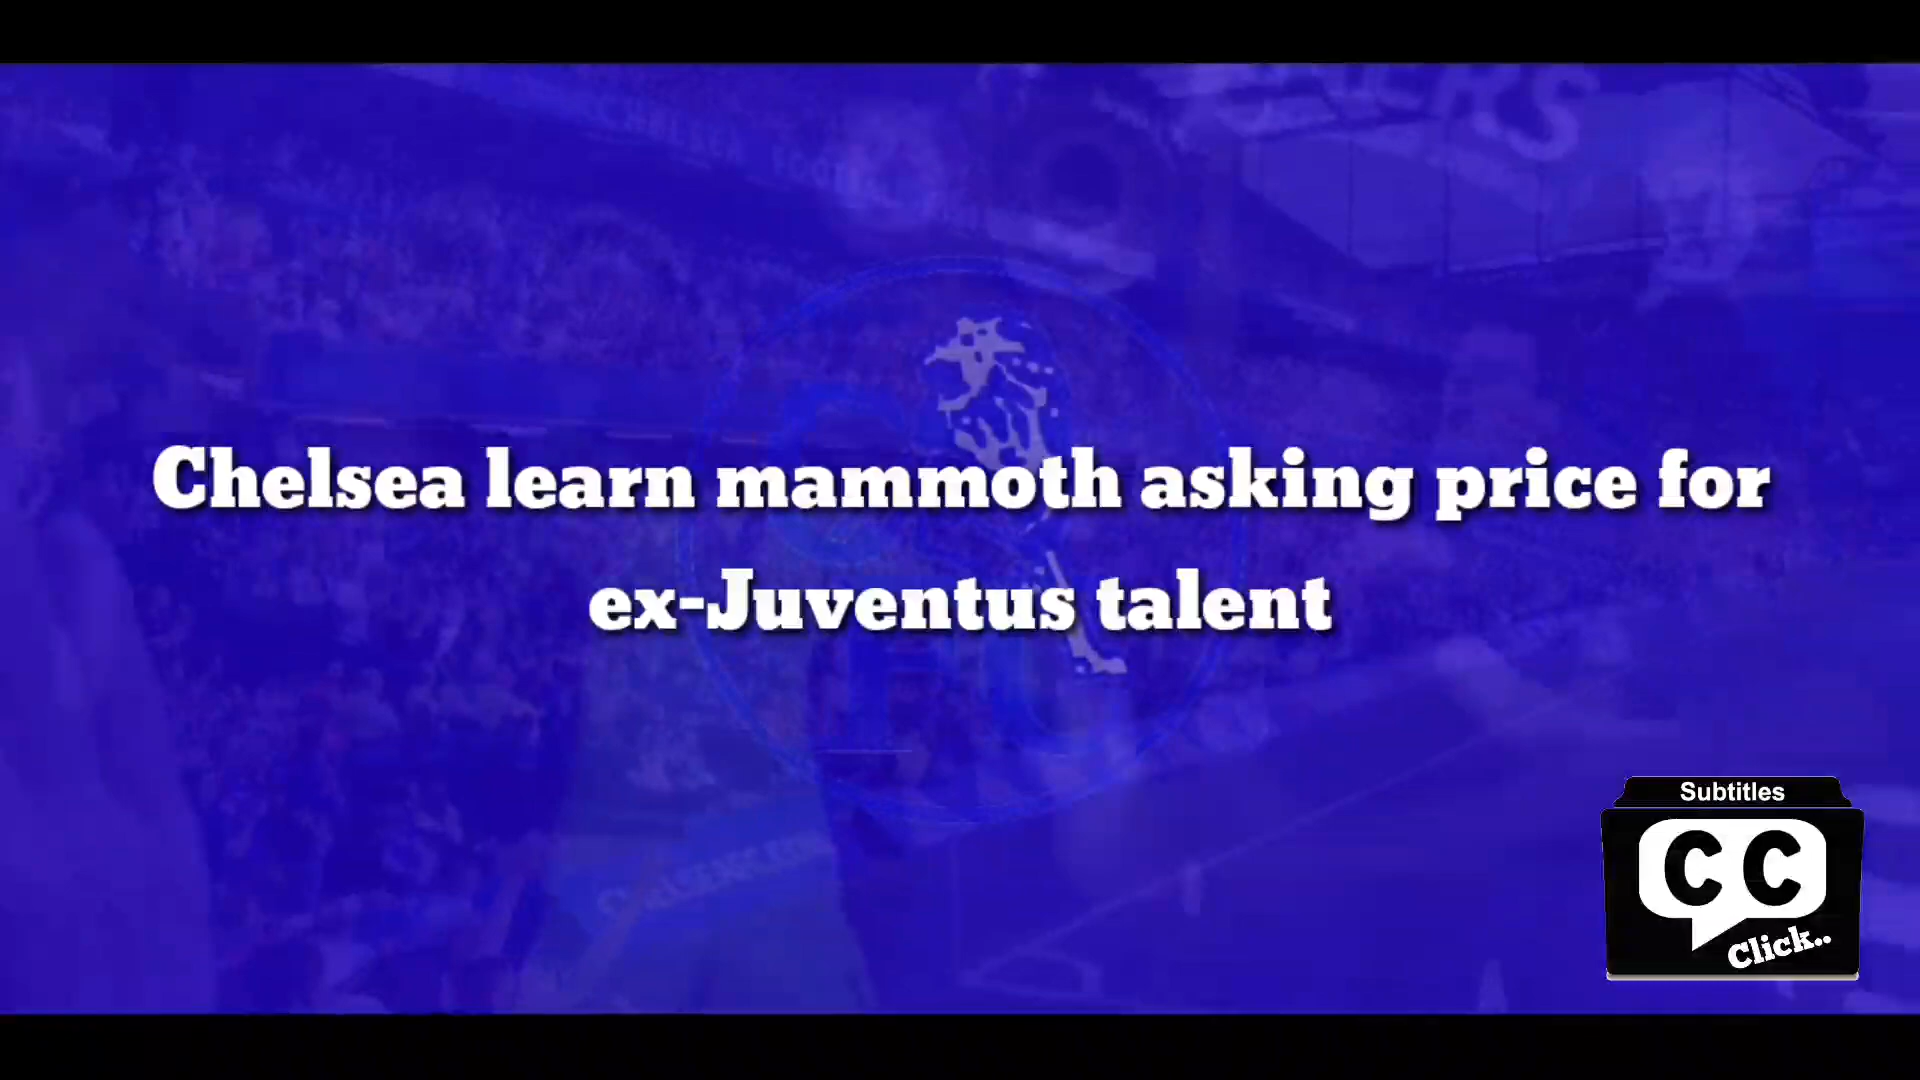 Chelsea learn mammoth asking price for
ex-Juventus talent
Subtitles
CC
Click..